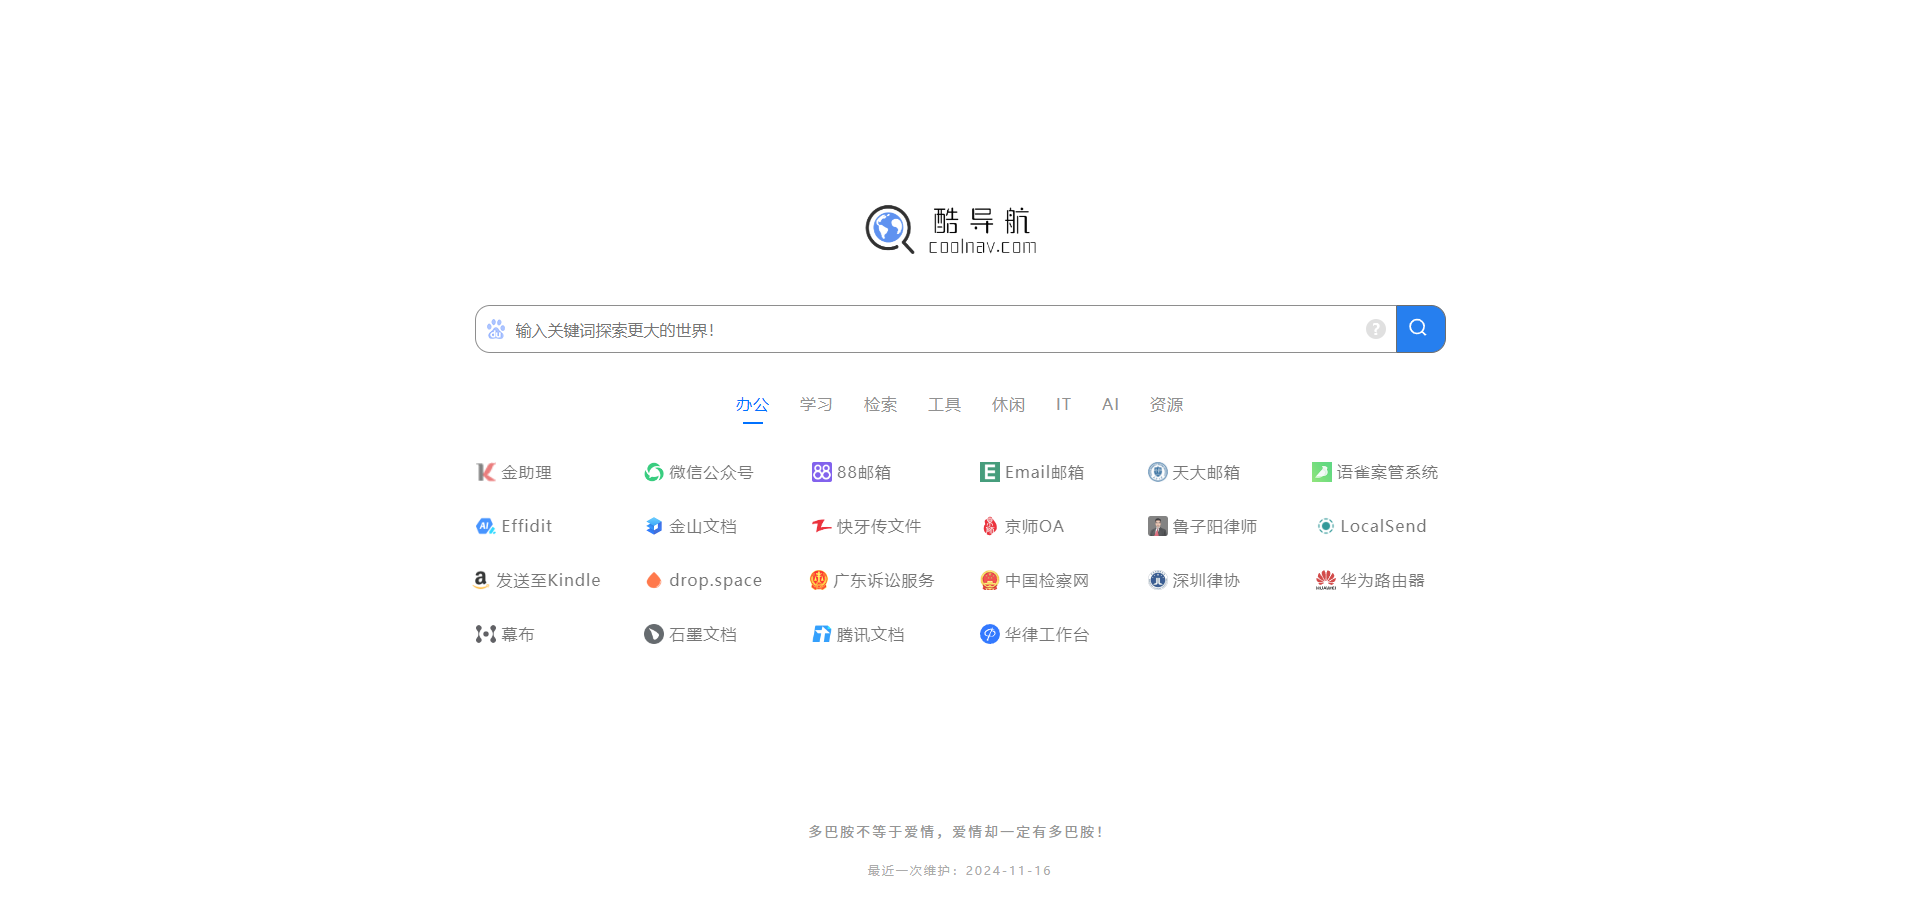 酷导航
coolnav.com
du 输入关键词探索更大的世界！ ?
办公 学习 检索 工具 休闲 IT AI 资源
金助理 微信公众号 88 88邮箱 E Email邮箱 天大邮箱 语雀案管系统
AI Effidit 金山文档 快牙传文件 京师OA 鲁子阳律师 LocalSend
a 发送至Kindle drop.space 广东诉讼服务 中国检察网 深圳律协 HUAWEI 华为路由器
幕布 石墨文档 腾讯文档 华律工作台
多巴胺不等于爱情，爱情却一定有多巴胺！
最近一次维护：2024-11-16